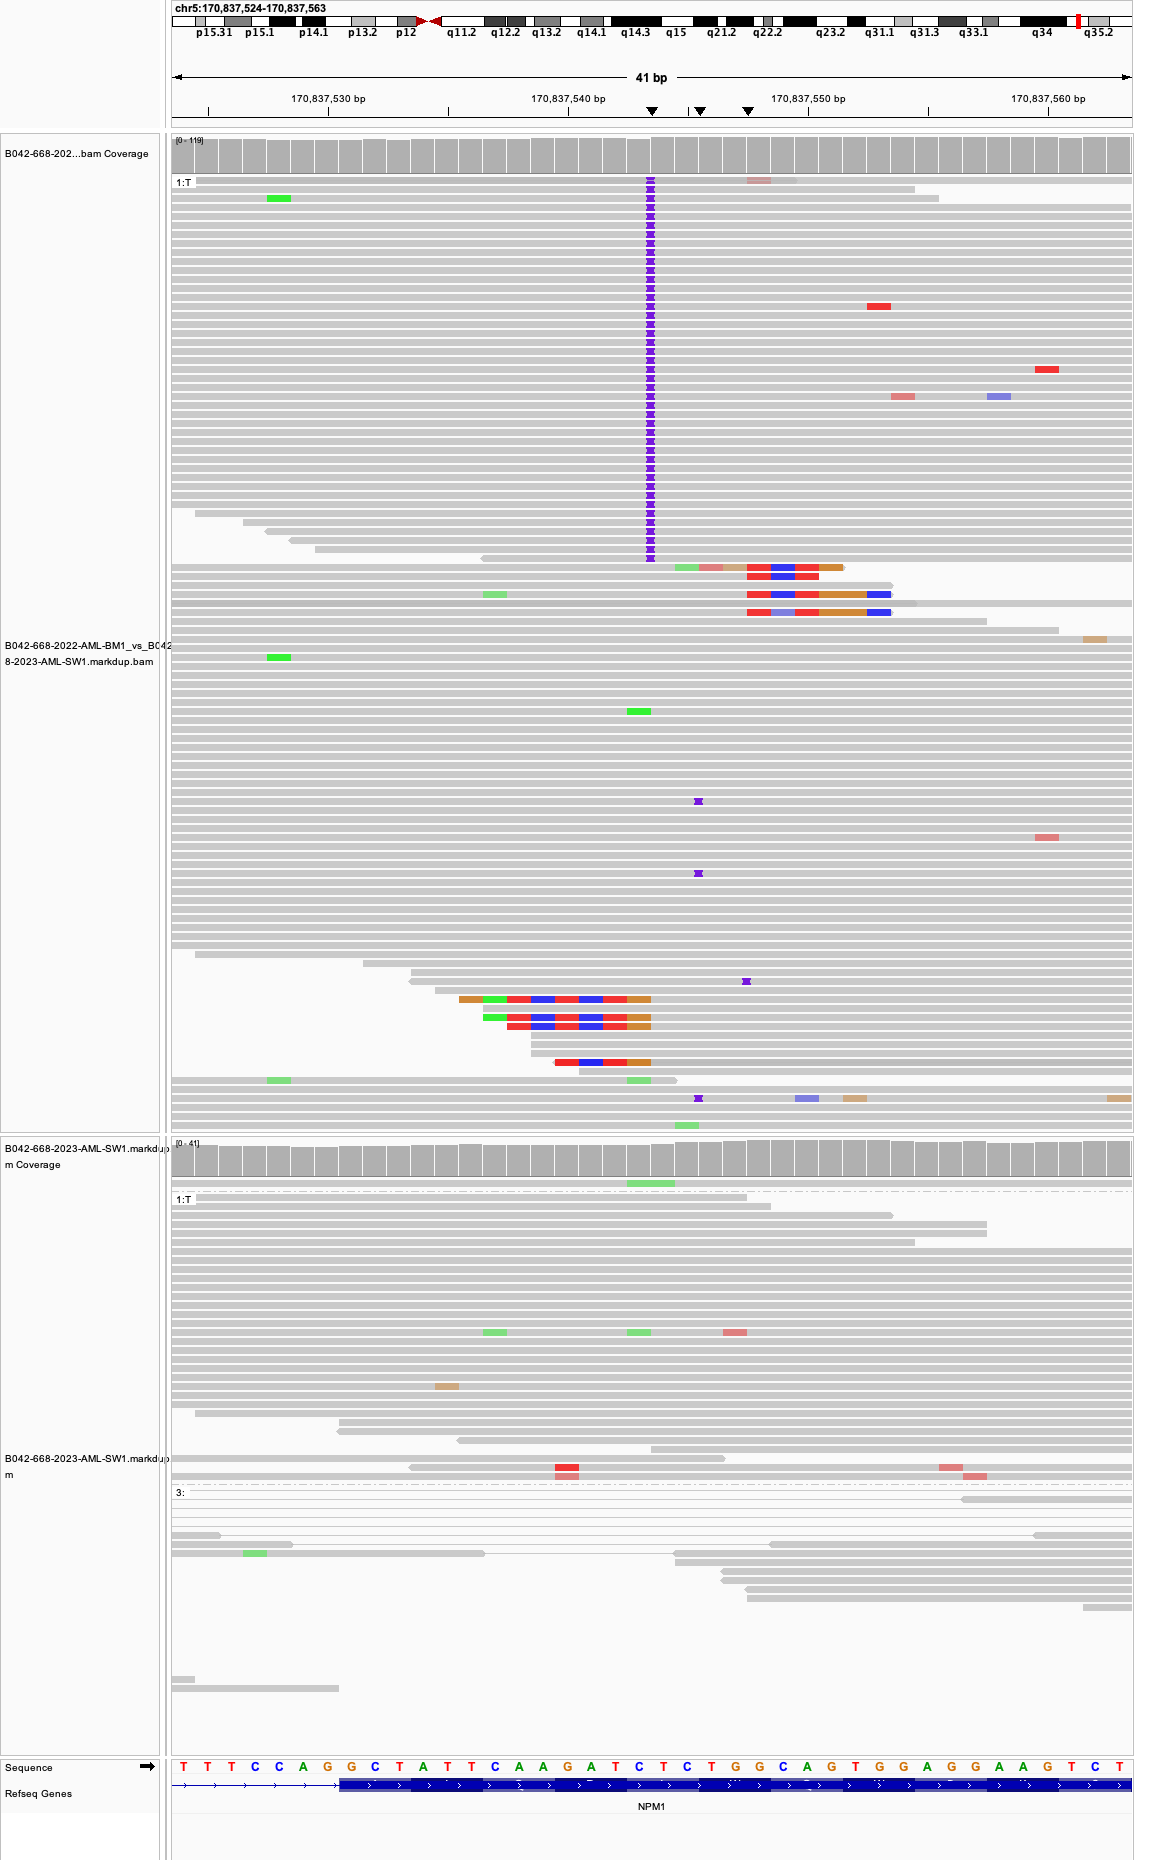 chr5:170,837,524-170,837,563
p15.31 p15.1 p14.1 p13.2 p12 q11.2 q12.2 q13.2 q14.1 q14.3 q15 q21.2 q22.2 q23.2 q31.1 q31.3 q33.1 q34 q35.2
41 bp
170,837,530 bp 170,837,540 bp 170,837,550 bp 170,837,560 bp
[0 - 119]
B042-668-202...bam Coverage
1:T
B042-668-2022-AML-BM1_vs_B042
8-2023-AML-SW1.markdup.bam
[0 - 41]
B042-668-2023-AML-SW1.markdup
m Coverage
1:T
B042-668-2023-AML-SW1.markdup
m
3:
Sequence T T T C C A G G C T A T T C A A G A T C T C T G G C A G T G G A G G A A G T C T
Refseq Genes
NPM1